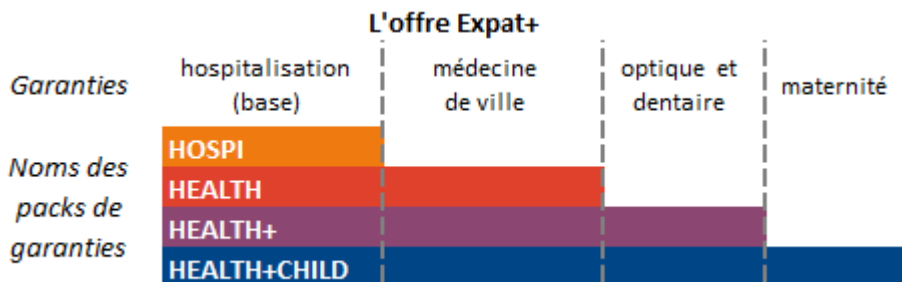 L'offre Expat+
Garanties
hospitalisation
(base)
médecine
de ville
optique et
dentaire
maternité
Noms des
packs de
garanties
HOSPI
HEALTH
HEALTH+
HEALTH+CHILD